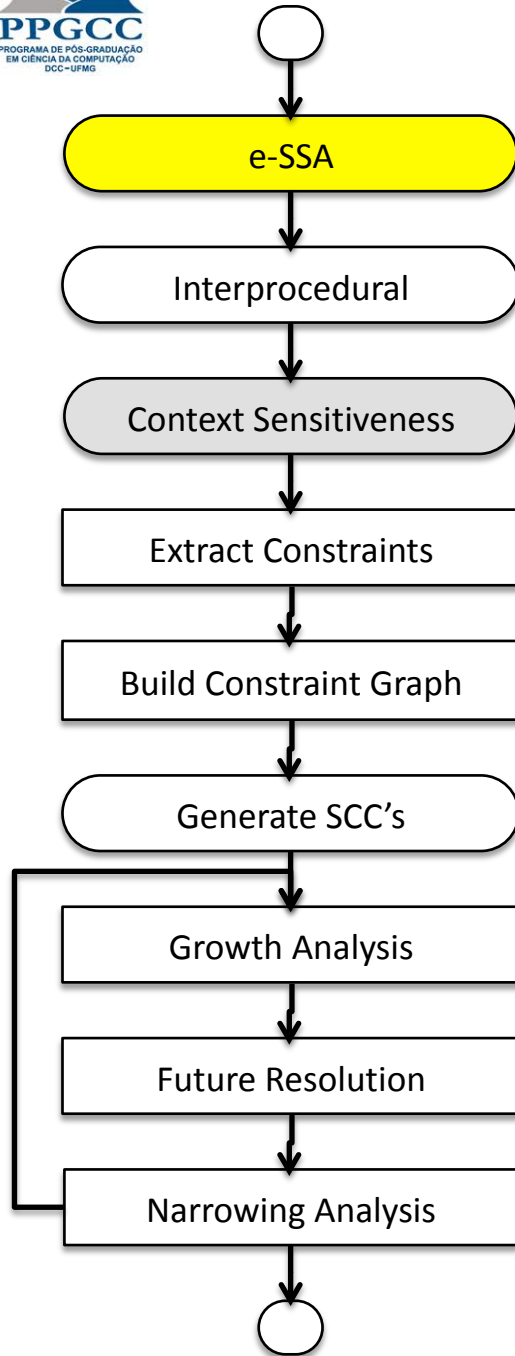 PPGCC
PROGRAMA DE PÓS-GRADUAÇÃO
EM CIÊNCIA DA COMPUTAÇÃO
DCC-UFMG
e-SSA
Interprocedural
Context Sensitiveness
Extract Constraints
Build Constraint Graph
Generate SCC’s
Growth Analysis
Future Resolution
Narrowing Analysis